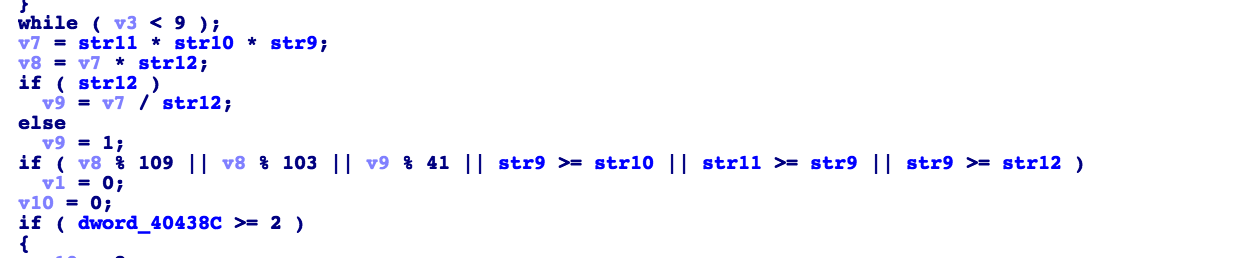 }
while ( v3 < 9 );
v7 = str11 * str10 * str9;
v8 = v7 * str12;
if ( str12 )
v9 = v7 / str12;
else
v9 = 1;
if ( v8 % 109 || v8 % 103 || v9 % 41 || str9 >= str10 || str11 >= str9 || str9 >= str12 )
v1 = 0;
v10 = 0;
if ( dword_40438C >= 2 )
{